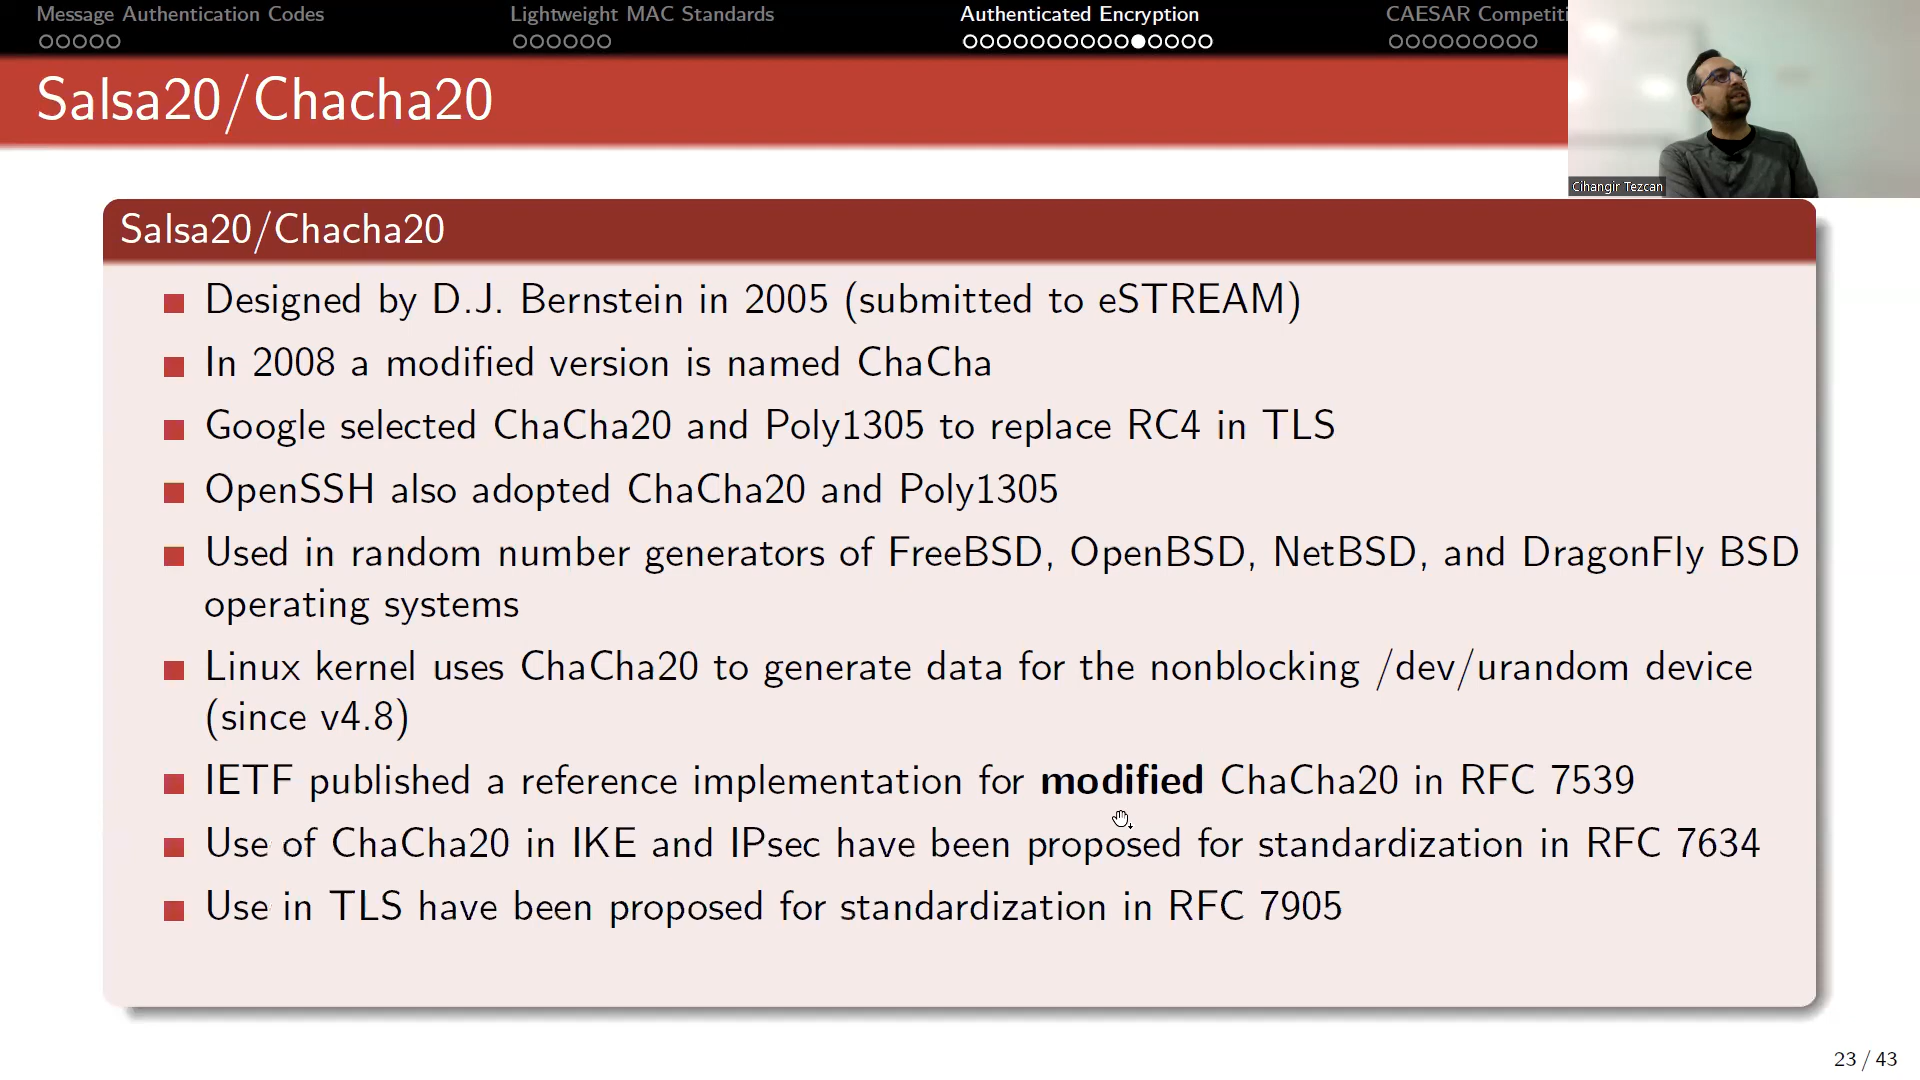 Message Authentication Codes
Lightweight MAC Standards
Authenticated Encryption
CAESAR Competiti
Salsa20/Chacha20
Cihangir Tezcan
Salsa20/Chacha20
Designed by D.J. Bernstein in 2005 (submitted to eSTREAM)
In 2008 a modified version is named ChaCha
Google selected ChaCha20 and Poly1305 to replace RC4 in TLS
OpenSSH also adopted ChaCha20 and Poly1305
Used in random number generators of FreeBSD, OpenBSD, NetBSD, and DragonFly BSD
operating systems
Linux kernel uses ChaCha20 to generate data for the nonblocking /dev/urandom device
(since v4.8)
IETF published a reference implementation for modified ChaCha20 in RFC 7539
Use of ChaCha20 in IKE and IPsec have been proposed for standardization in RFC 7634
Use in TLS have been proposed for standardization in RFC 7905
23 / 43